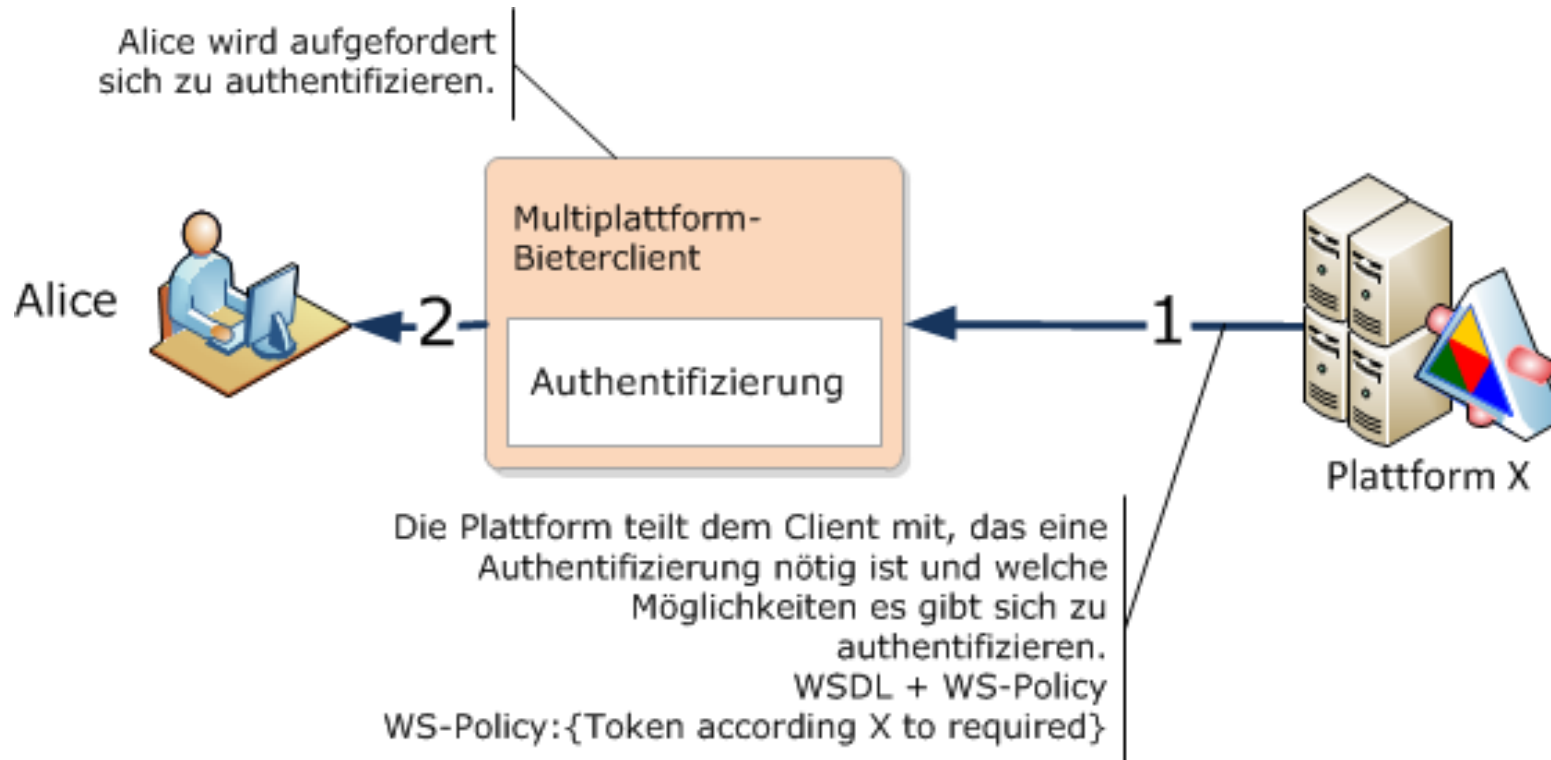 Alice wird aufgefordert
sich zu authentifizieren.
Multiplattform-
Bieterclient
Alice
2
1
Authentifizierung
Plattform X
Die Plattform teilt dem Client mit, das eine
Authentifizierung nötig ist und welche
Möglichkeiten es gibt sich zu
authentifizieren.
WSDL + WS-Policy
WS-Policy:{Token according X to required}